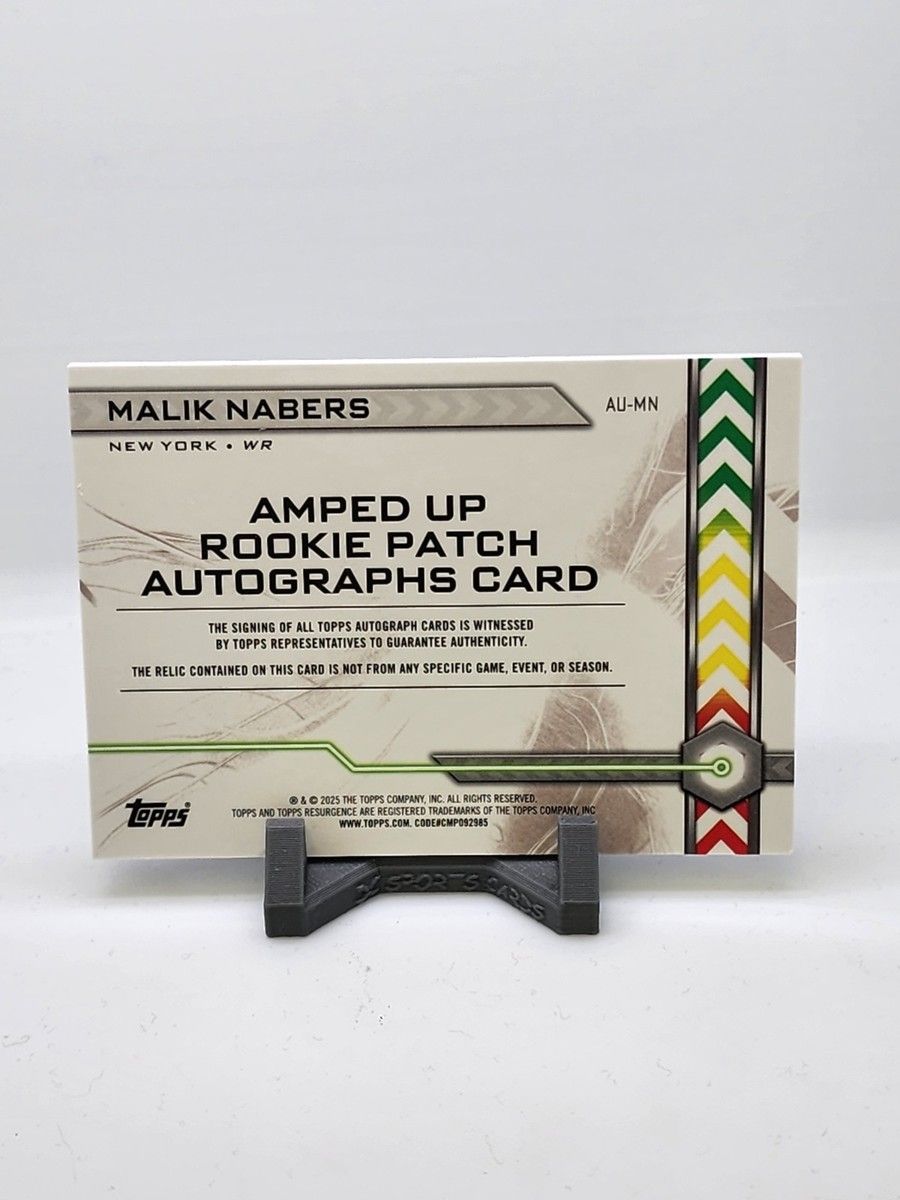 MALIK NABERS
AU-MN
NEW YORK • WR
AMPED UP
ROOKIE PATCH
AUTOGRAPHS CARD
THE SIGNING OF ALL TOPPS AUTOGRAPH CARDS IS WITNESSED
BY TOPPS REPRESENTATIVES TO GUARANTEE AUTHENTICITY.
THE RELIC CONTAINED ON THIS CARD IS NOT FROM ANY SPECIFIC GAME, EVENT, OR SEASON.
topps®
® & © 2025 THE TOPPS COMPANY, INC. ALL RIGHTS RESERVED.
TOPPS AND TOPPS RESURGENCE ARE REGISTERED TRADEMARKS OF THE TOPPS COMPANY, INC
WWW.TOPPS.COM. CODE#CMP092985
SPORTS CARDS